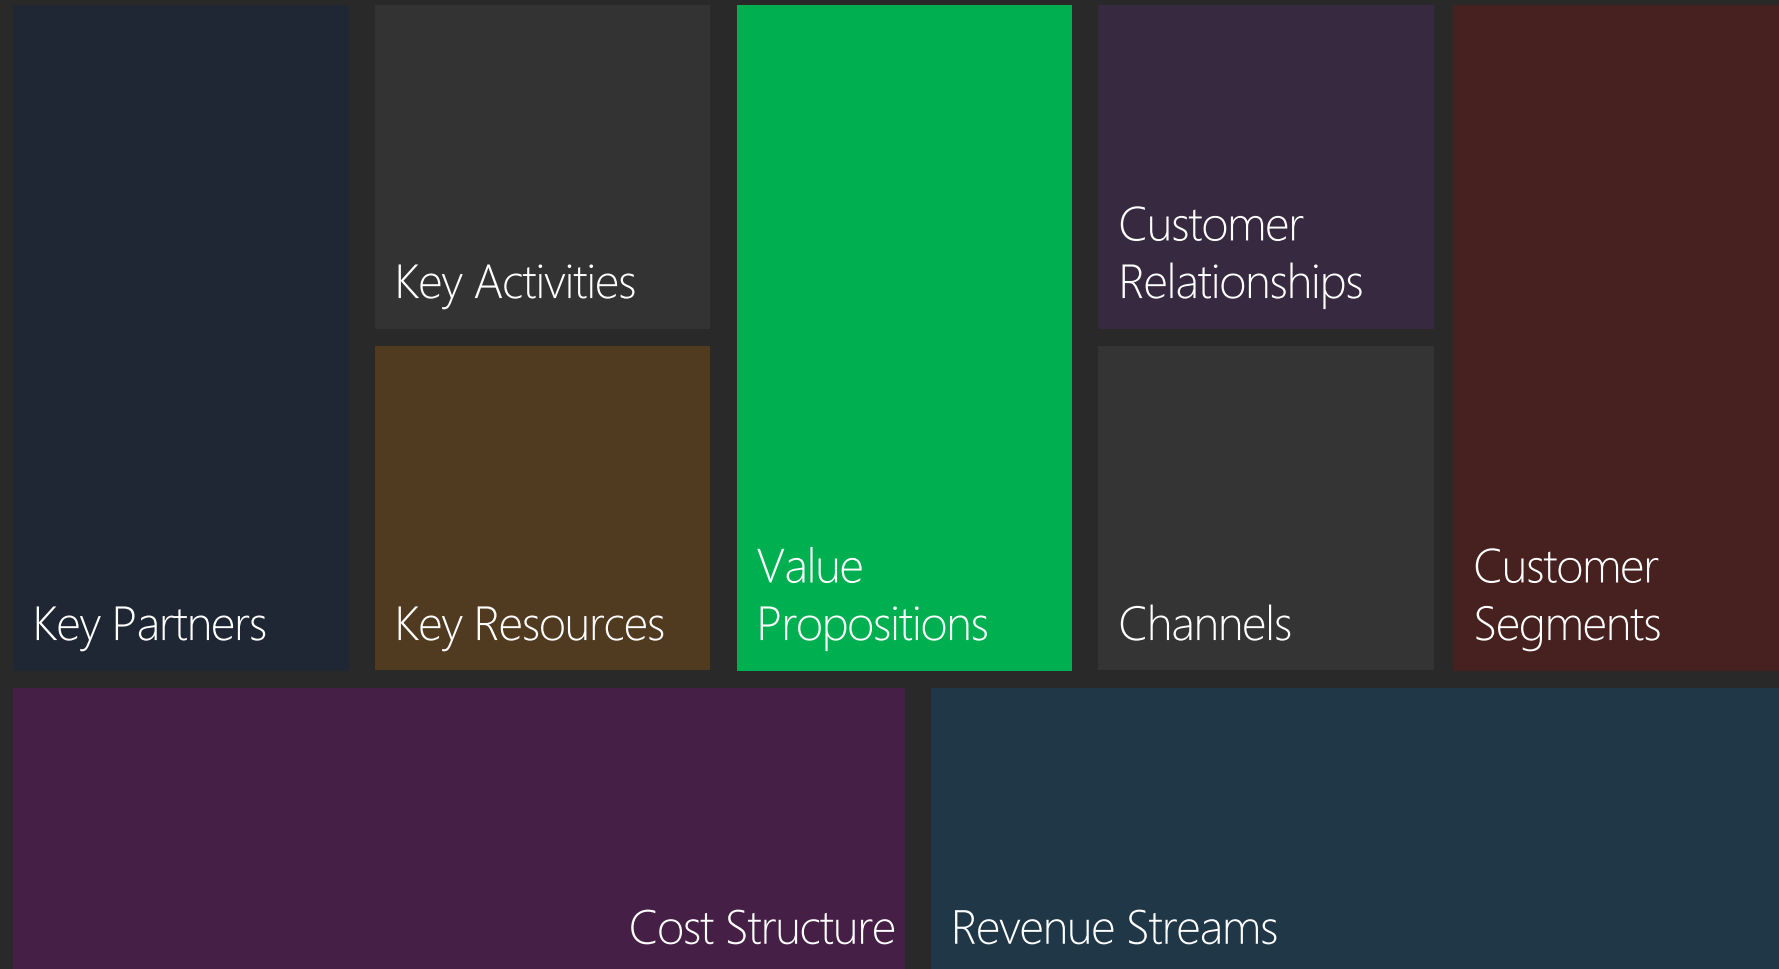 Key Partners
Key Activities
Key Resources
Value
Propositions
Customer
Relationships
Channels
Customer
Segments
Cost Structure
Revenue Streams